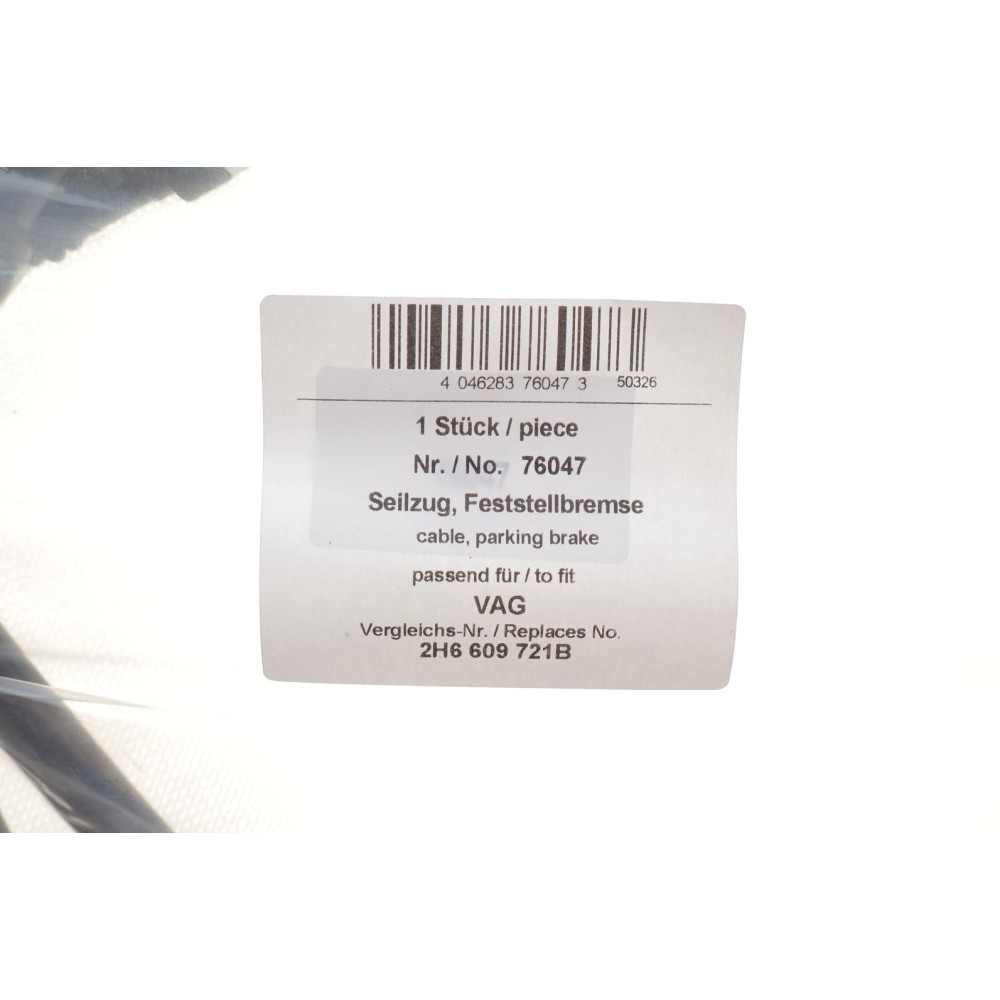 4 046283 76047 3 50326
1 Stück / piece
Nr. / No. 76047
Seilzug, Feststellbremse
cable, parking brake
passend für / to fit
VAG
Vergleichs-Nr. / Replaces No.
2H6 609 721B